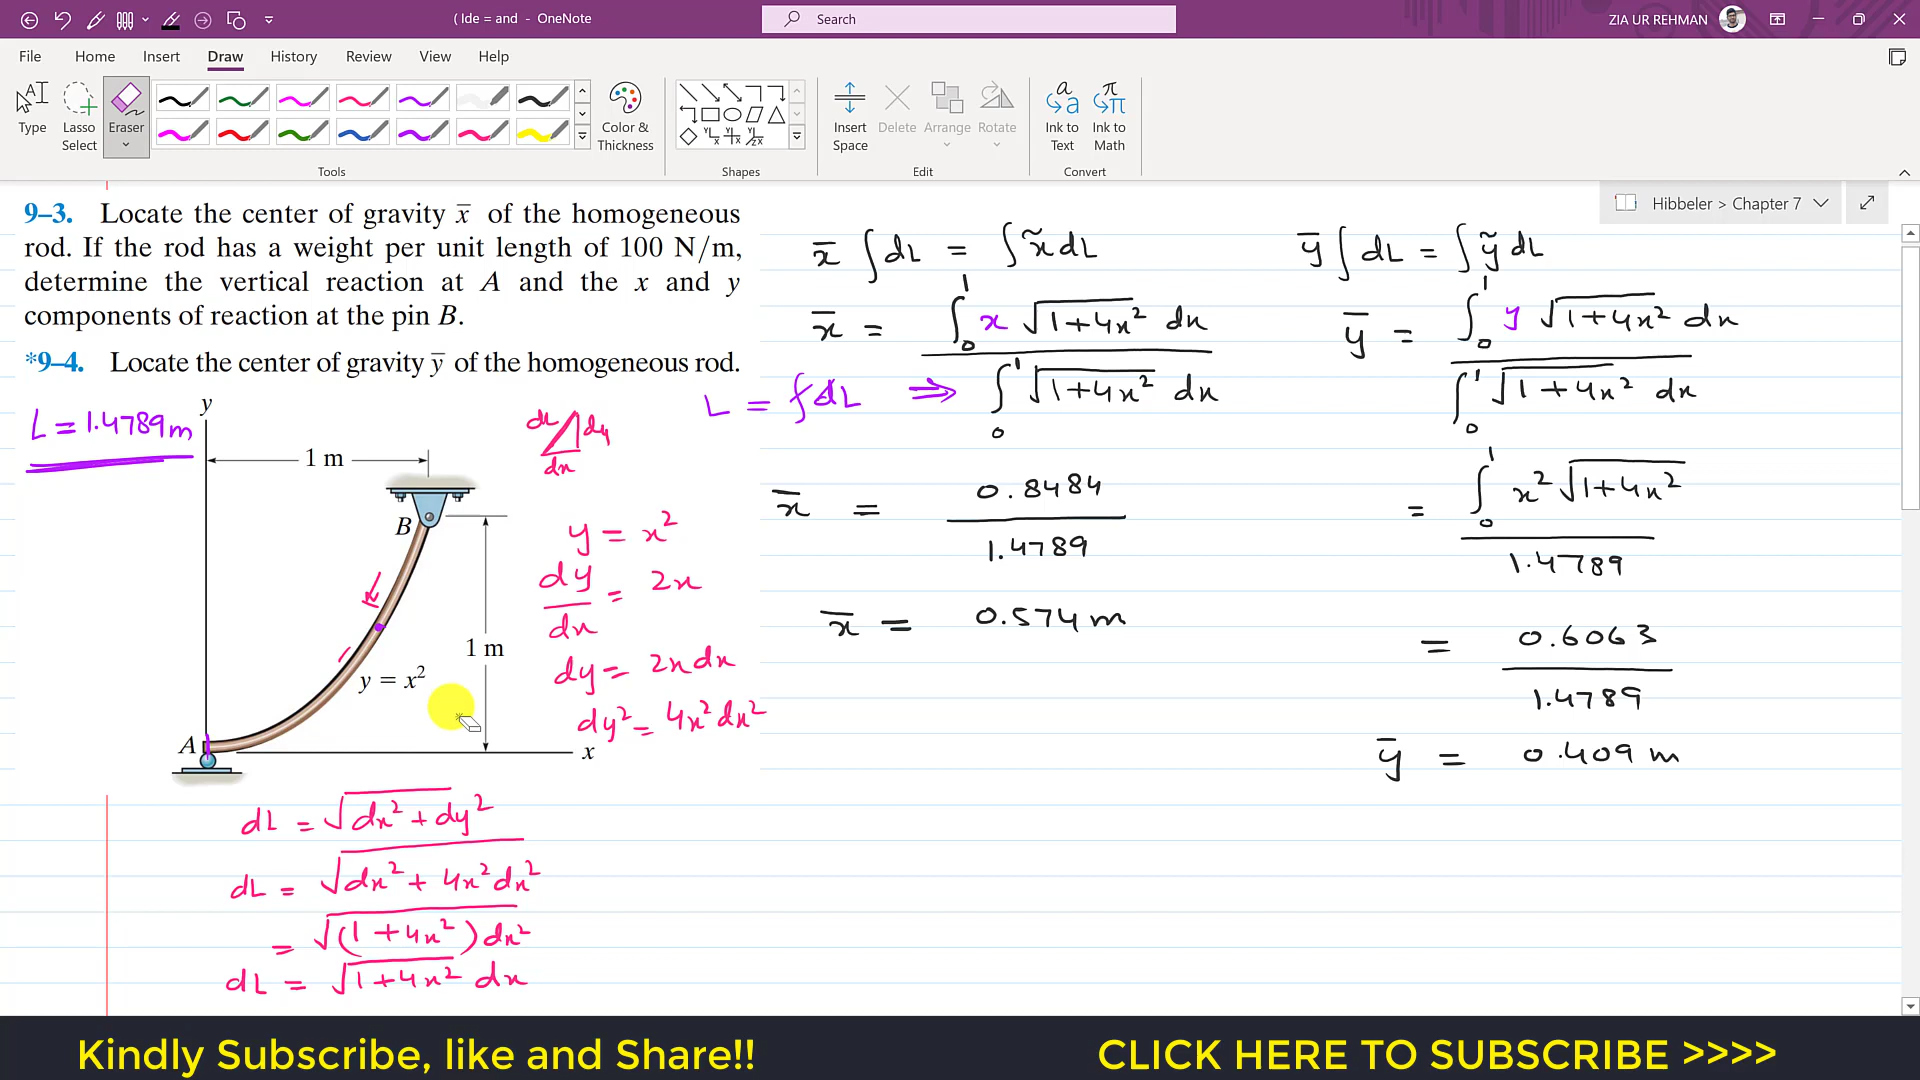 ( Ide = and - OneNote
Search
ZIA UR REHMAN
File Home Insert Draw History Review View Help
Type
Lasso Select
Eraser
Color & Thickness
Insert Space
Delete
Arrange
Rotate
Ink to Text
Ink to Math
Tools
Shapes
Edit
Convert
Hibbeler > Chapter 7
9–3. Locate the center of gravity x̄ of the homogeneous
rod. If the rod has a weight per unit length of 100 N/m,
determine the vertical reaction at A and the x and y
components of reaction at the pin B.
*9–4. Locate the center of gravity ȳ of the homogeneous rod.
L = 1.4789 m
y
1 m
B
1 m
y = x²
A
x
dL
dy
dx
y = x²
dy/dx = 2x
dy = 2x dx
dy² = 4x² dx²
dL = √dx² + dy²
dL = √dx² + 4x² dx²
= √(1 + 4x²) dx²
dL = √1 + 4x² dx
x̄ ∫ dL = ∫ x̃ dL
x̄ = ∫₀¹ x √1+4x² dx
L = ∫ dL ⇒ ∫₀¹ √1+4x² dx
x̄ = 0.8484
1.4789
x̄ = 0.574 m
ȳ ∫ dL = ∫ ỹ dL
ȳ = ∫₀¹ y √1+4x² dx
∫₀¹ √1+4x² dx
= ∫₀¹ x² √1+4x²
1.4789
= 0.6063
1.4789
ȳ = 0.409 m
Kindly Subscribe, like and Share!!
CLICK HERE TO SUBSCRIBE >>>>